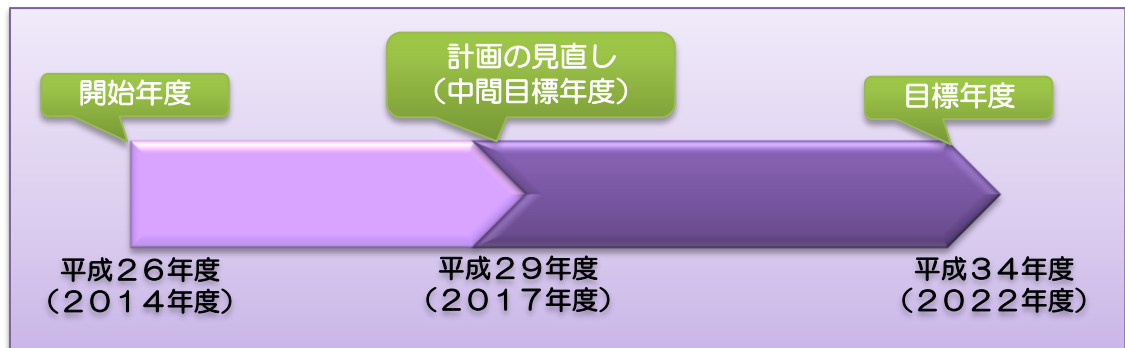 開始年度
計画の見直し
（中間目標年度）
目標年度
平成２６年度
（２０１４年度）
平成２９年度
（２０１７年度）
平成３４年度
（２０２２年度）